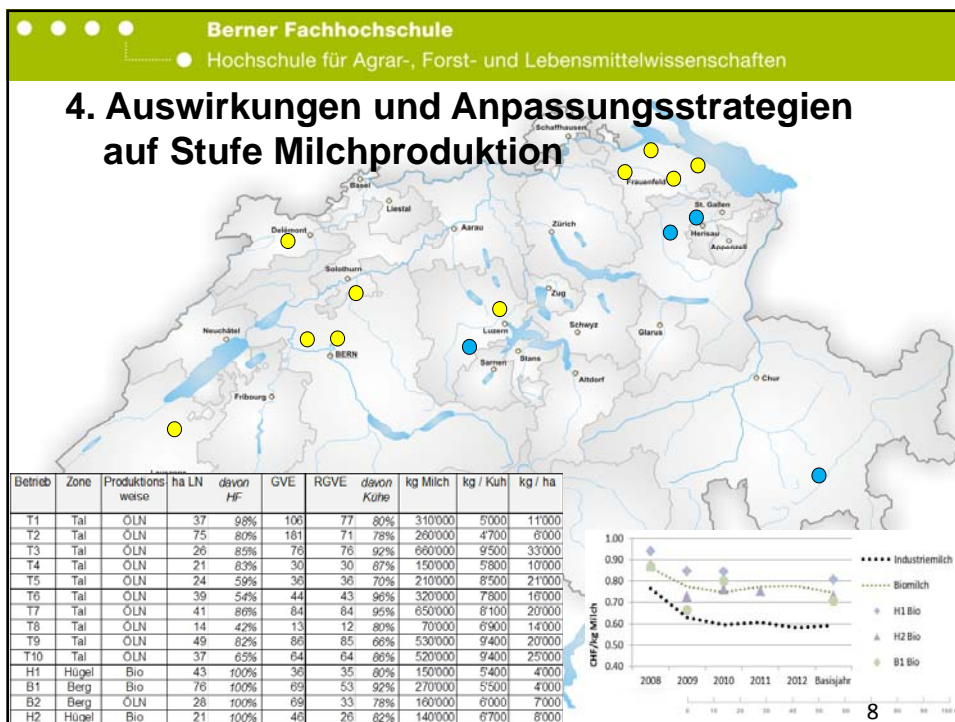 Berner Fachhochschule
Hochschule für Agrar-, Forst- und Lebensmittelwissenschaften
4. Auswirkungen und Anpassungsstrategien
auf Stufe Milchproduktion
Schaffhausen
Frauenfeld
Basel
Liestal
St. Gallen
Herisau
Appenzell
Delémont
Aarau
Zürich
Solothurn
Zug
Neuchâtel
Luzern
Schwyz
Glarus
BERN
Sarnen
Stans
Altdorf
Chur
Fribourg
Betrieb Zone Produktions weise ha LN davon HF GVE RGVE davon Kühe kg Milch kg / Kuh kg / ha
T1 Tal ÖLN 37 98% 106 77 80% 310'000 5'000 11'000
T2 Tal ÖLN 75 80% 181 71 78% 260'000 4'700 6'000
T3 Tal ÖLN 26 85% 76 76 92% 660'000 9'500 33'000
T4 Tal ÖLN 21 83% 30 30 87% 150'000 5'800 10'000
T5 Tal ÖLN 24 59% 36 36 70% 210'000 8'500 21'000
T6 Tal ÖLN 39 54% 44 43 96% 320'000 7'800 16'000
T7 Tal ÖLN 41 86% 84 84 95% 650'000 8'100 20'000
T8 Tal ÖLN 14 42% 13 12 80% 70'000 6'900 14'000
T9 Tal ÖLN 49 82% 86 85 66% 530'000 9'400 20'000
T10 Tal ÖLN 37 65% 64 64 86% 520'000 9'400 25'000
H1 Hügel Bio 43 100% 36 35 80% 150'000 5'400 4'000
B1 Berg Bio 76 100% 69 53 92% 270'000 5'500 4'000
B2 Berg ÖLN 28 100% 69 33 78% 160'000 6'000 7'000
H2 Hügel Bio 21 100% 46 26 82% 140'000 6'700 8'000
CHF/kg Milch
1.00
0.90
0.80
0.70
0.60
0.50
0.40
2008 2009 2010 2011 2012 Basisjahr
Industriemilch
Biomilch
H1 Bio
H2 Bio
B1 Bio
8